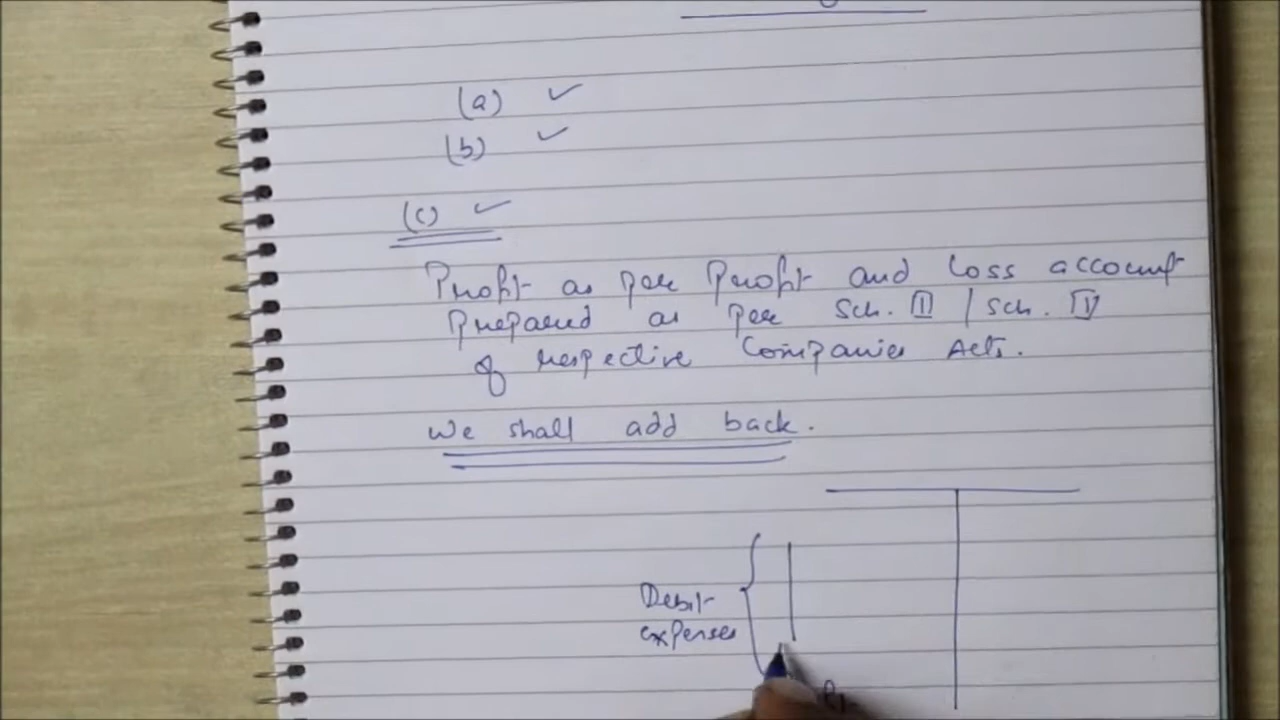 (a) ✓
(b) ✓
(c) ✓
Profit as per Profit and loss account
prepared as per Sch. II / Sch. IV
of respective Companies Acts.
We shall add back.
Debit
expenses